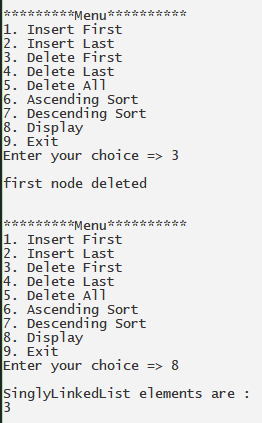 *********Menu**********
1. Insert First
2. Insert Last
3. Delete First
4. Delete Last
5. Delete All
6. Ascending Sort
7. Descending Sort
8. Display
9. Exit
Enter your choice => 3
first node deleted
*********Menu**********
1. Insert First
2. Insert Last
3. Delete First
4. Delete Last
5. Delete All
6. Ascending Sort
7. Descending Sort
8. Display
9. Exit
Enter your choice => 8
SinglyLinkedList elements are :
3